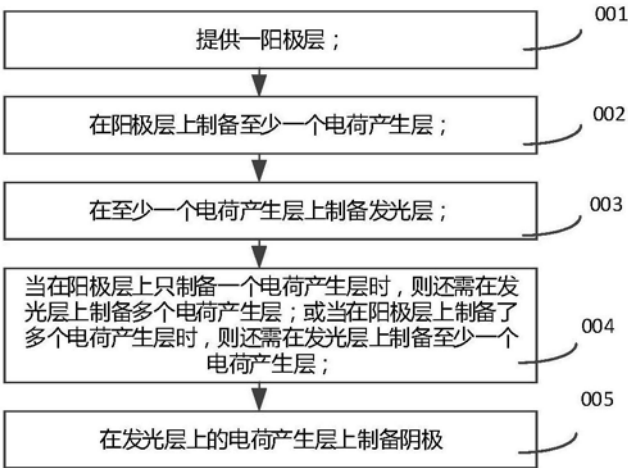 提供一阳极层；
001
在阳极层上制备至少一个电荷产生层；
002
在至少一个电荷产生层上制备发光层；
003
当在阳极层上只制备一个电荷产生层时，则还需在发
光层上制备多个电荷产生层；或当在阳极层上制备了
多个电荷产生层时，则还需在发光层上制备至少一个
电荷产生层；
004
在发光层上的电荷产生层上制备阴极
005